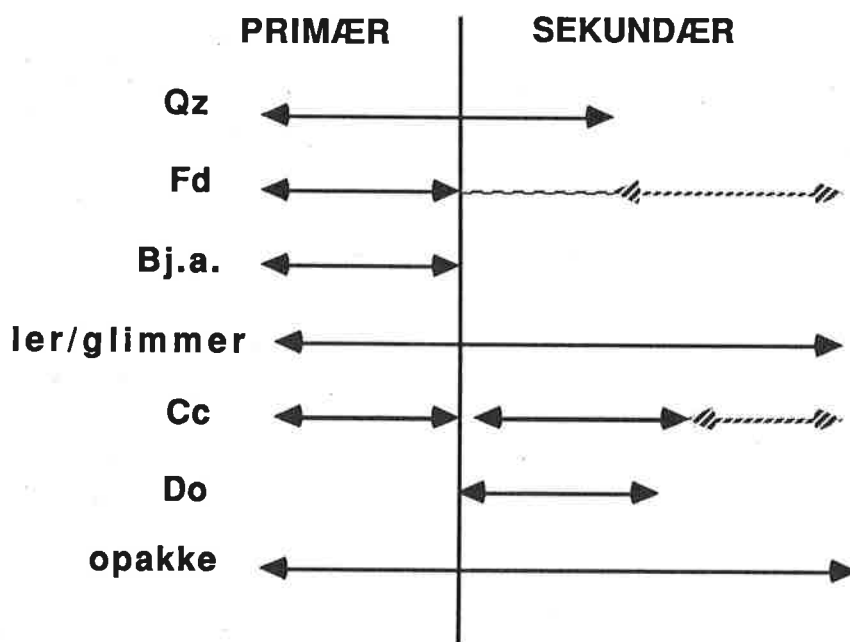 PRIMÆR SEKUNDÆR
Qz
Fd
Bj.a.
ler/glimmer
Cc
Do
opakke